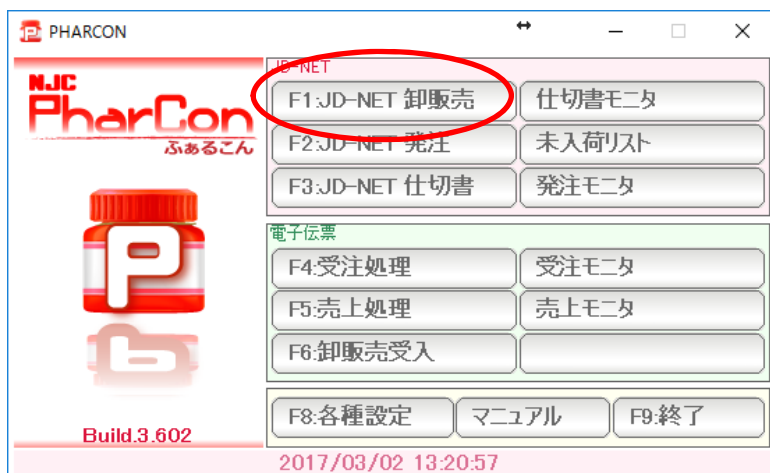 PHARCON
NJC
PharCon
ふぁるこん
P
Build.3.602
JD-NET
F1:JD-NET 卸販売
仕切書モニタ
F2:JD-NET 発注
未入荷リスト
F3:JD-NET 仕切書
発注モニタ
電子伝票
F4:受注処理
受注モニタ
F5:売上処理
売上モニタ
F6:卸販売受入
F8:各種設定
マニュアル
F9:終了
2017/03/02 13:20:57